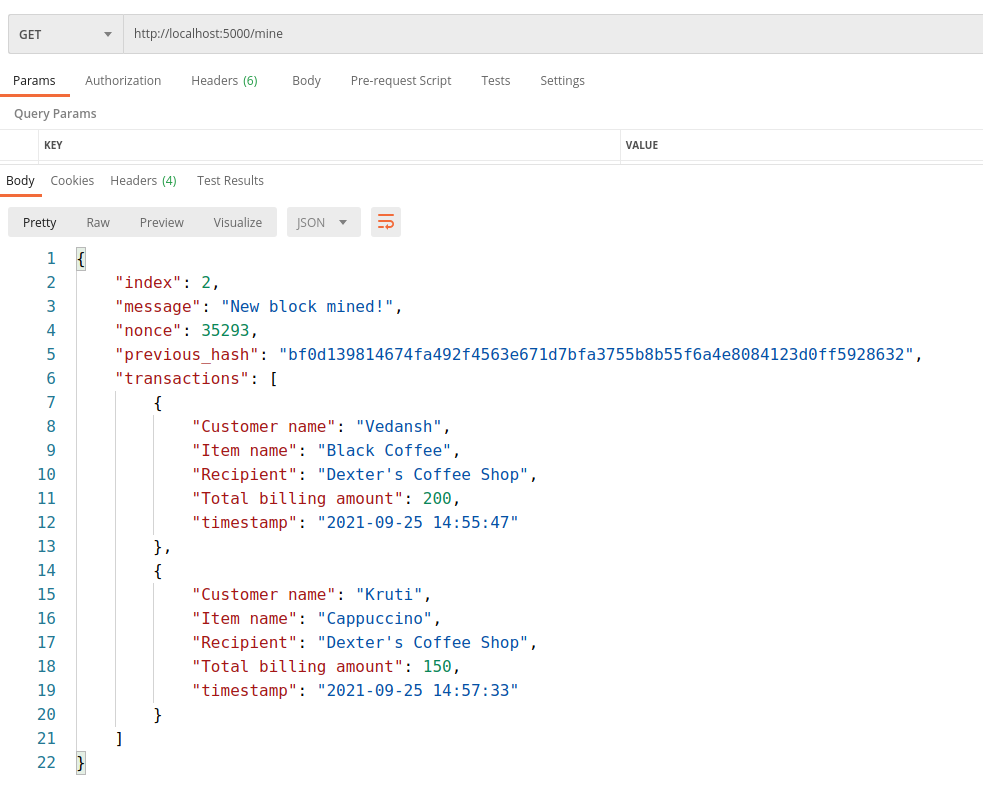 GET http://localhost:5000/mine
Params Authorization Headers (6) Body Pre-request Script Tests Settings
Query Params
KEY VALUE
Body Cookies Headers (4) Test Results
Pretty Raw Preview Visualize JSON
1 {
2 "index": 2,
3 "message": "New block mined!",
4 "nonce": 35293,
5 "previous_hash": "bf0d139814674fa492f4563e671d7bfa3755b8b55f6a4e8084123d0ff5928632",
6 "transactions": [
7 {
8 "Customer name": "Vedansh",
9 "Item name": "Black Coffee",
10 "Recipient": "Dexter's Coffee Shop",
11 "Total billing amount": 200,
12 "timestamp": "2021-09-25 14:55:47"
13 },
14 {
15 "Customer name": "Kruti",
16 "Item name": "Cappuccino",
17 "Recipient": "Dexter's Coffee Shop",
18 "Total billing amount": 150,
19 "timestamp": "2021-09-25 14:57:33"
20 }
21 ]
22 }